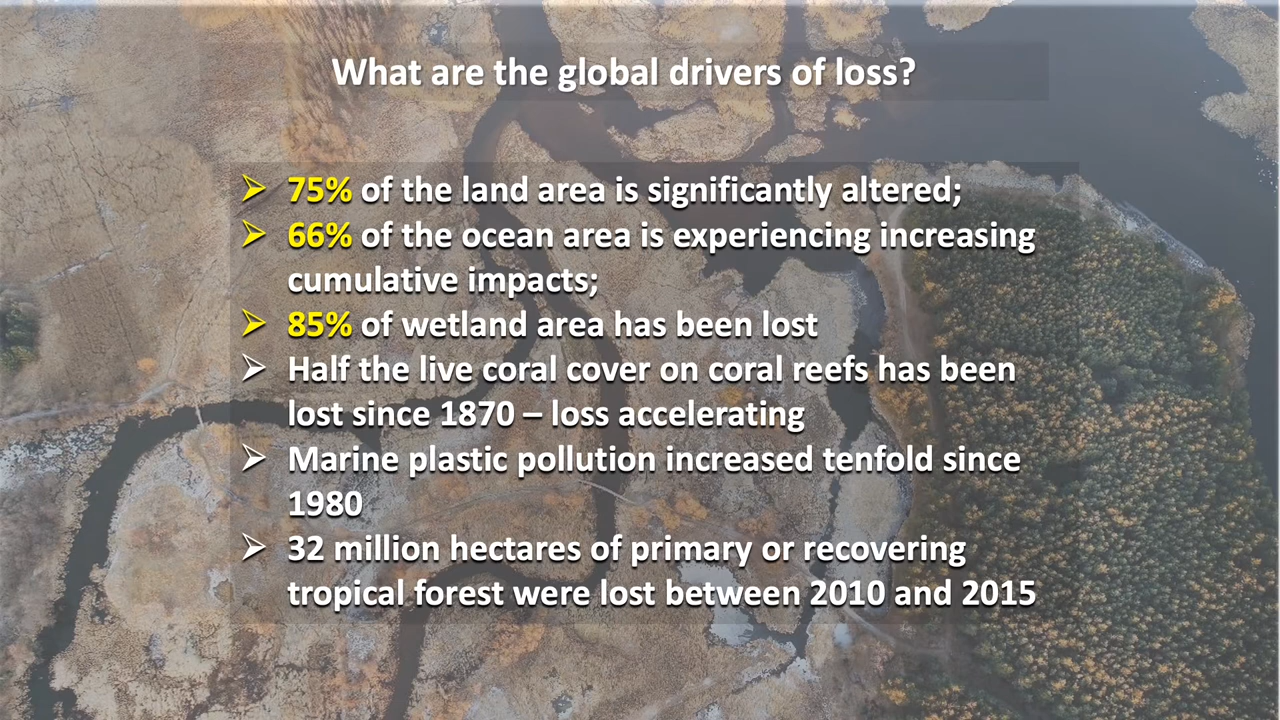 What are the global drivers of loss?
➢ 75% of the land area is significantly altered;
➢ 66% of the ocean area is experiencing increasing
cumulative impacts;
➢ 85% of wetland area has been lost
➢ Half the live coral cover on coral reefs has been
lost since 1870 – loss accelerating
➢ Marine plastic pollution increased tenfold since
1980
➢ 32 million hectares of primary or recovering
tropical forest were lost between 2010 and 2015